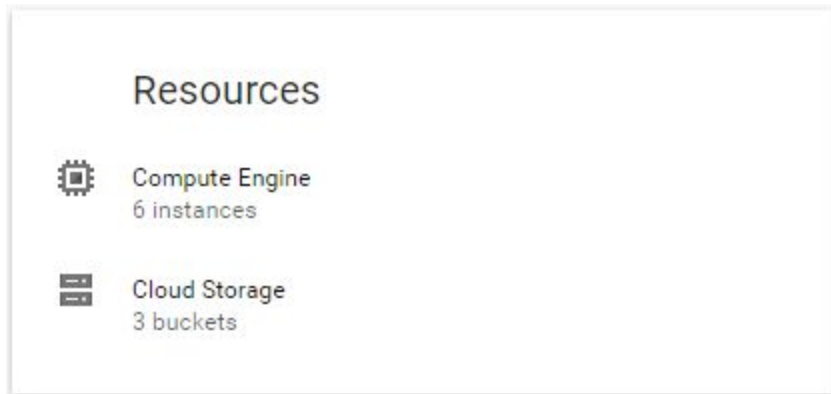 Resources
Compute Engine
6 instances
Cloud Storage
3 buckets